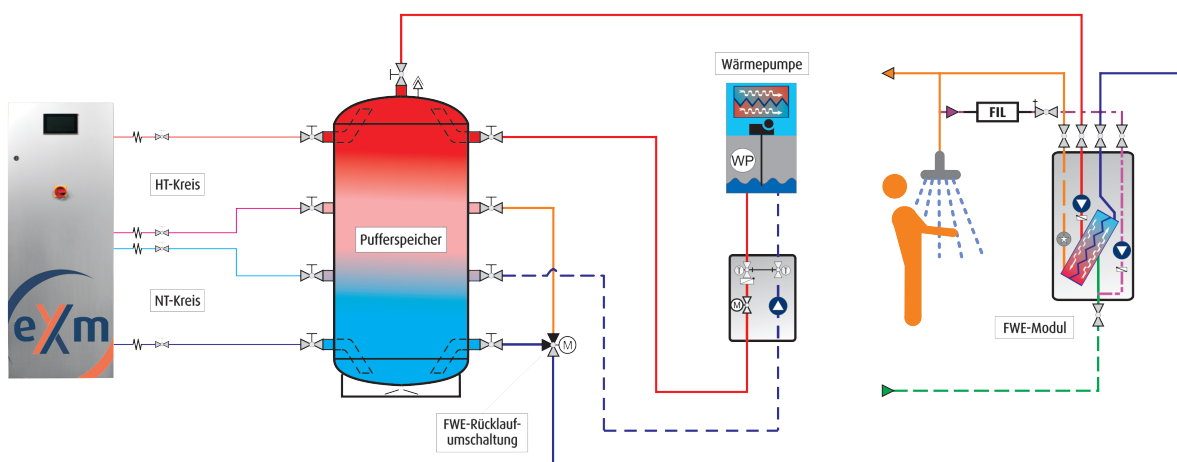 Wärmepumpe
WP
FIL
HT-Kreis
Pufferspeicher
NT-Kreis
T
T
M
eXm
M
FWE-Modul
FWE-Rücklauf-
umschaltung